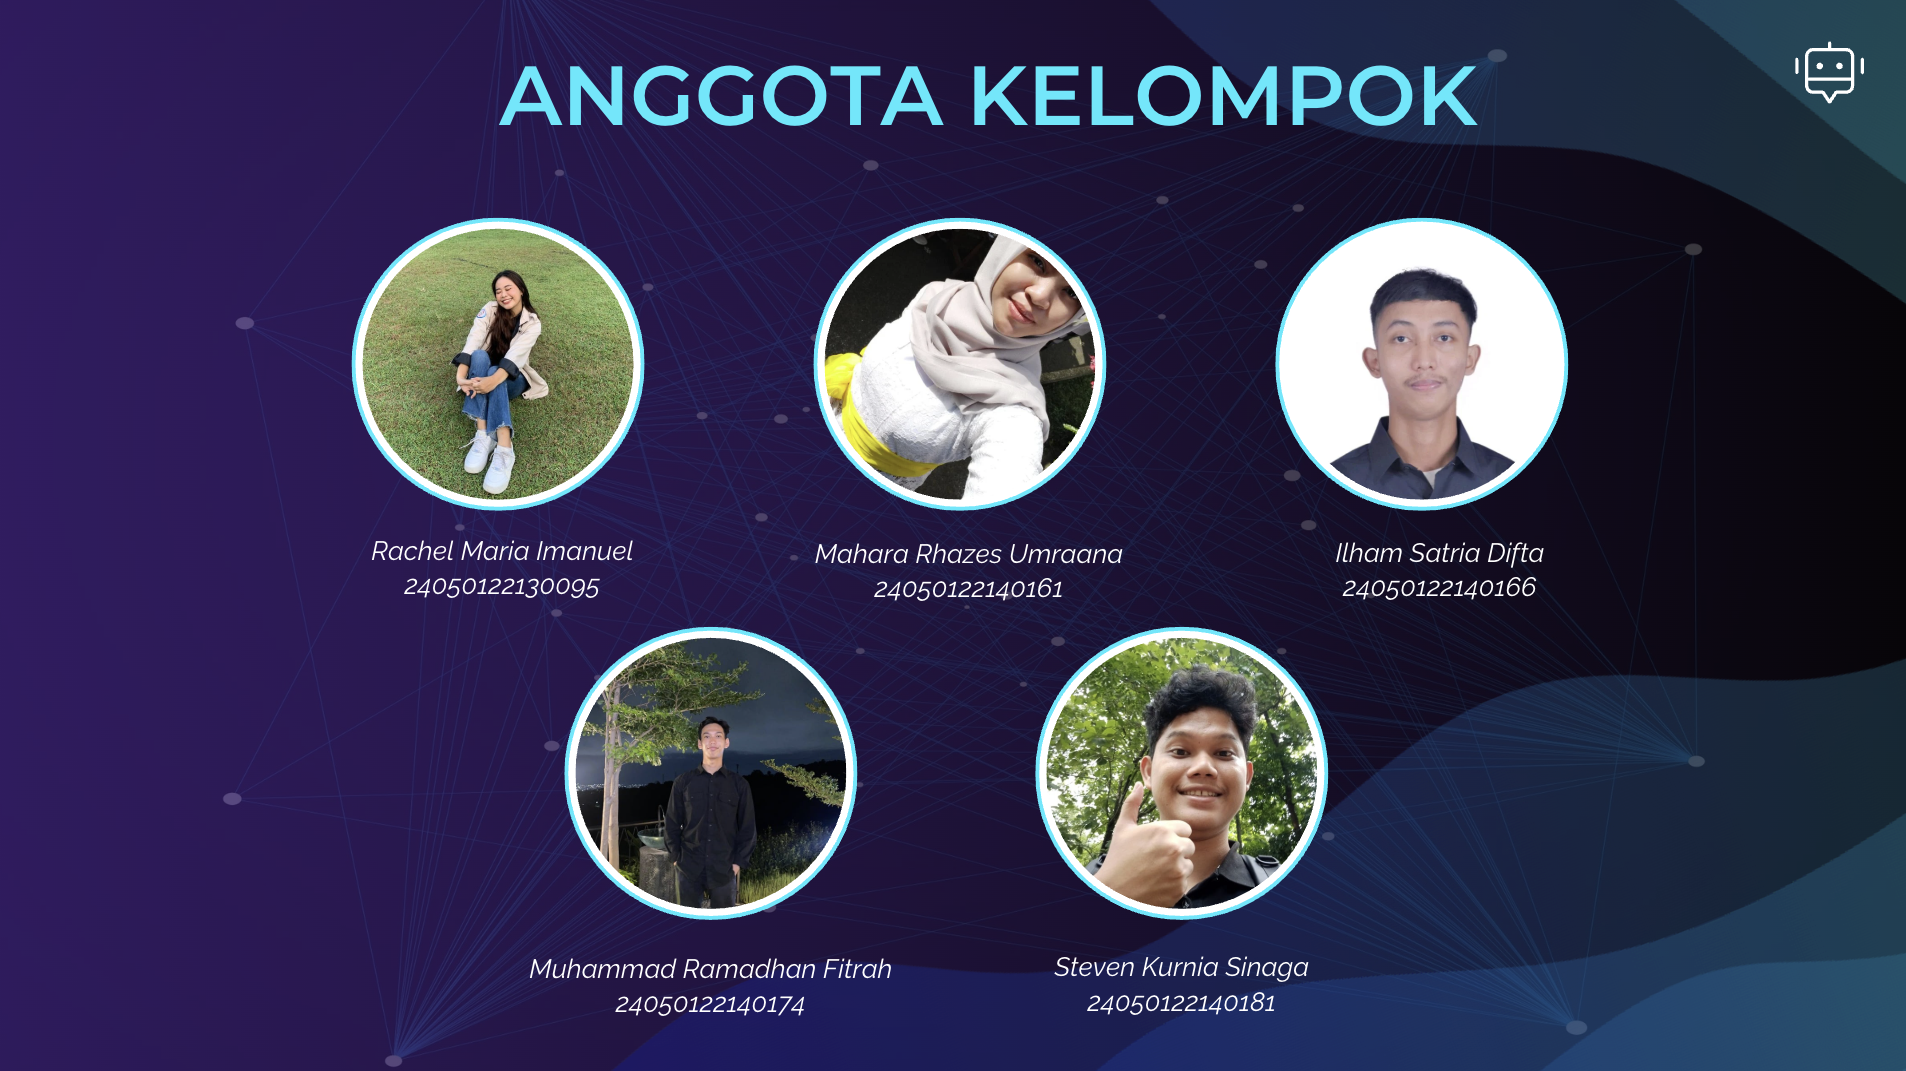 ANGGOTA KELOMPOK
Rachel Maria Imanuel
24050122130095
Mahara Rhazes Umraana
24050122140161
Ilham Satria Difta
24050122140166
Muhammad Ramadhan Fitrah
24050122140174
Steven Kurnia Sinaga
24050122140181